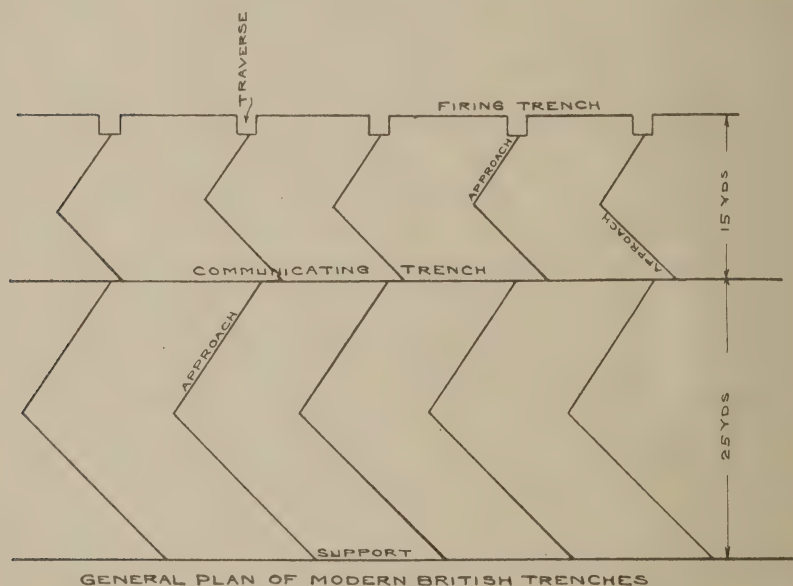 TRAVERSE
FIRING TRENCH
APPROACH
APPROACH
15 YDS
COMMUNICATING TRENCH
APPROACH
25 YDS
SUPPORT
GENERAL PLAN OF MODERN BRITISH TRENCHES